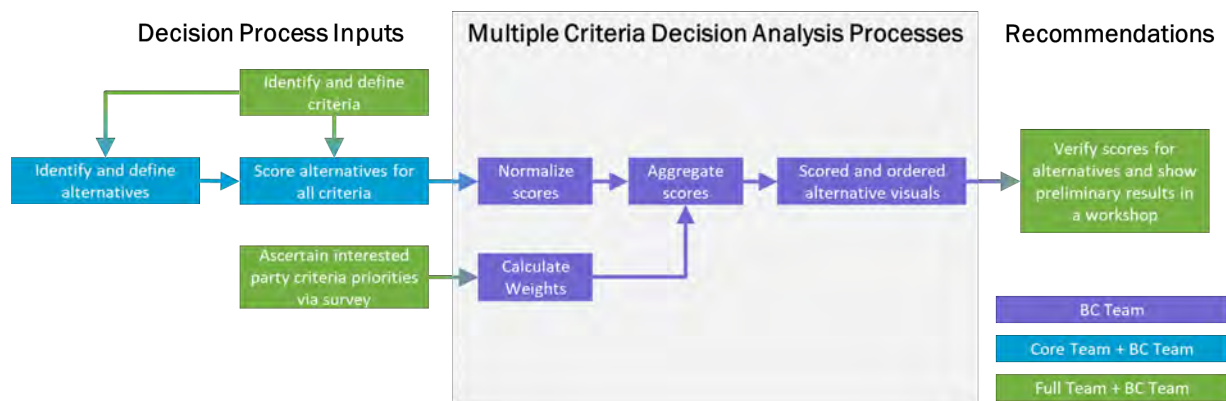 Decision Process Inputs
Multiple Criteria Decision Analysis Processes
Recommendations
Identify and define
criteria
Identify and define
alternatives
Score alternatives for
all criteria
Normalize
scores
Aggregate
scores
Scored and ordered
alternative visuals
Verify scores for
alternatives and show
preliminary results in
a workshop
Ascertain interested
party criteria priorities
via survey
Calculate
Weights
BC Team
Core Team + BC Team
Full Team + BC Team